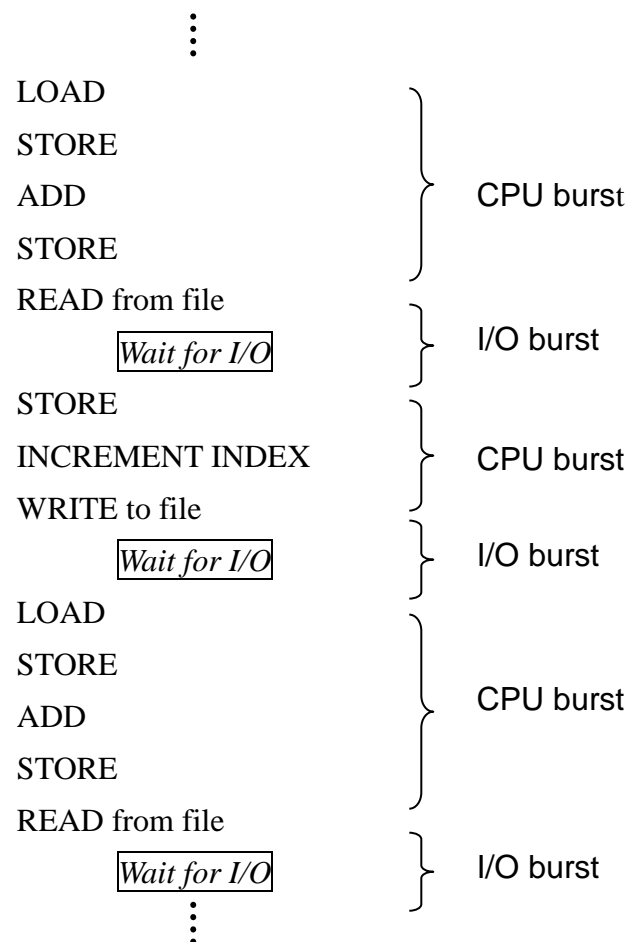 LOAD
STORE
ADD
CPU burst
STORE
READ from file
Wait for I/O
I/O burst
STORE
INCREMENT INDEX
CPU burst
WRITE to file
Wait for I/O
I/O burst
LOAD
STORE
CPU burst
ADD
STORE
READ from file
Wait for I/O
I/O burst